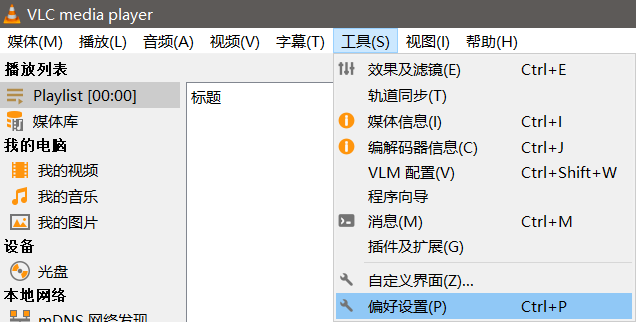 VLC media player
媒体(M) 播放(L) 音频(A) 视频(V) 字幕(T) 工具(S) 视图(I) 帮助(H)
播放列表
Playlist [00:00]
媒体库
我的电脑
我的视频
我的音乐
我的图片
设备
光盘
本地网络
mDNS 网络发现
标题
效果及滤镜(E) Ctrl+E
轨道同步(T)
媒体信息(I) Ctrl+I
编解码器信息(C) Ctrl+J
VLM 配置(V) Ctrl+Shift+W
程序向导
消息(M) Ctrl+M
插件及扩展(G)
自定义界面(Z)...
偏好设置(P) Ctrl+P